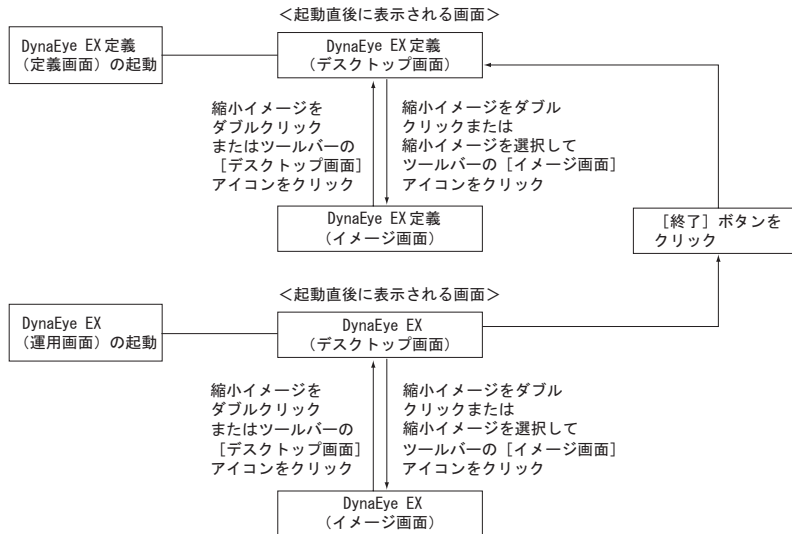 ＜起動直後に表示される画面＞
DynaEye EX 定義
（定義画面）の起動
DynaEye EX 定義
（デスクトップ画面）
縮小イメージを
ダブルクリック
またはツールバーの
［デスクトップ画面］
アイコンをクリック
縮小イメージをダブル
クリックまたは
縮小イメージを選択して
ツールバーの［イメージ画面］
アイコンをクリック
DynaEye EX 定義
（イメージ画面）
［終了］ボタンを
クリック
＜起動直後に表示される画面＞
DynaEye EX
（運用画面）の起動
DynaEye EX
（デスクトップ画面）
縮小イメージを
ダブルクリック
またはツールバーの
［デスクトップ画面］
アイコンをクリック
縮小イメージをダブル
クリックまたは
縮小イメージを選択して
ツールバーの［イメージ画面］
アイコンをクリック
DynaEye EX
（イメージ画面）